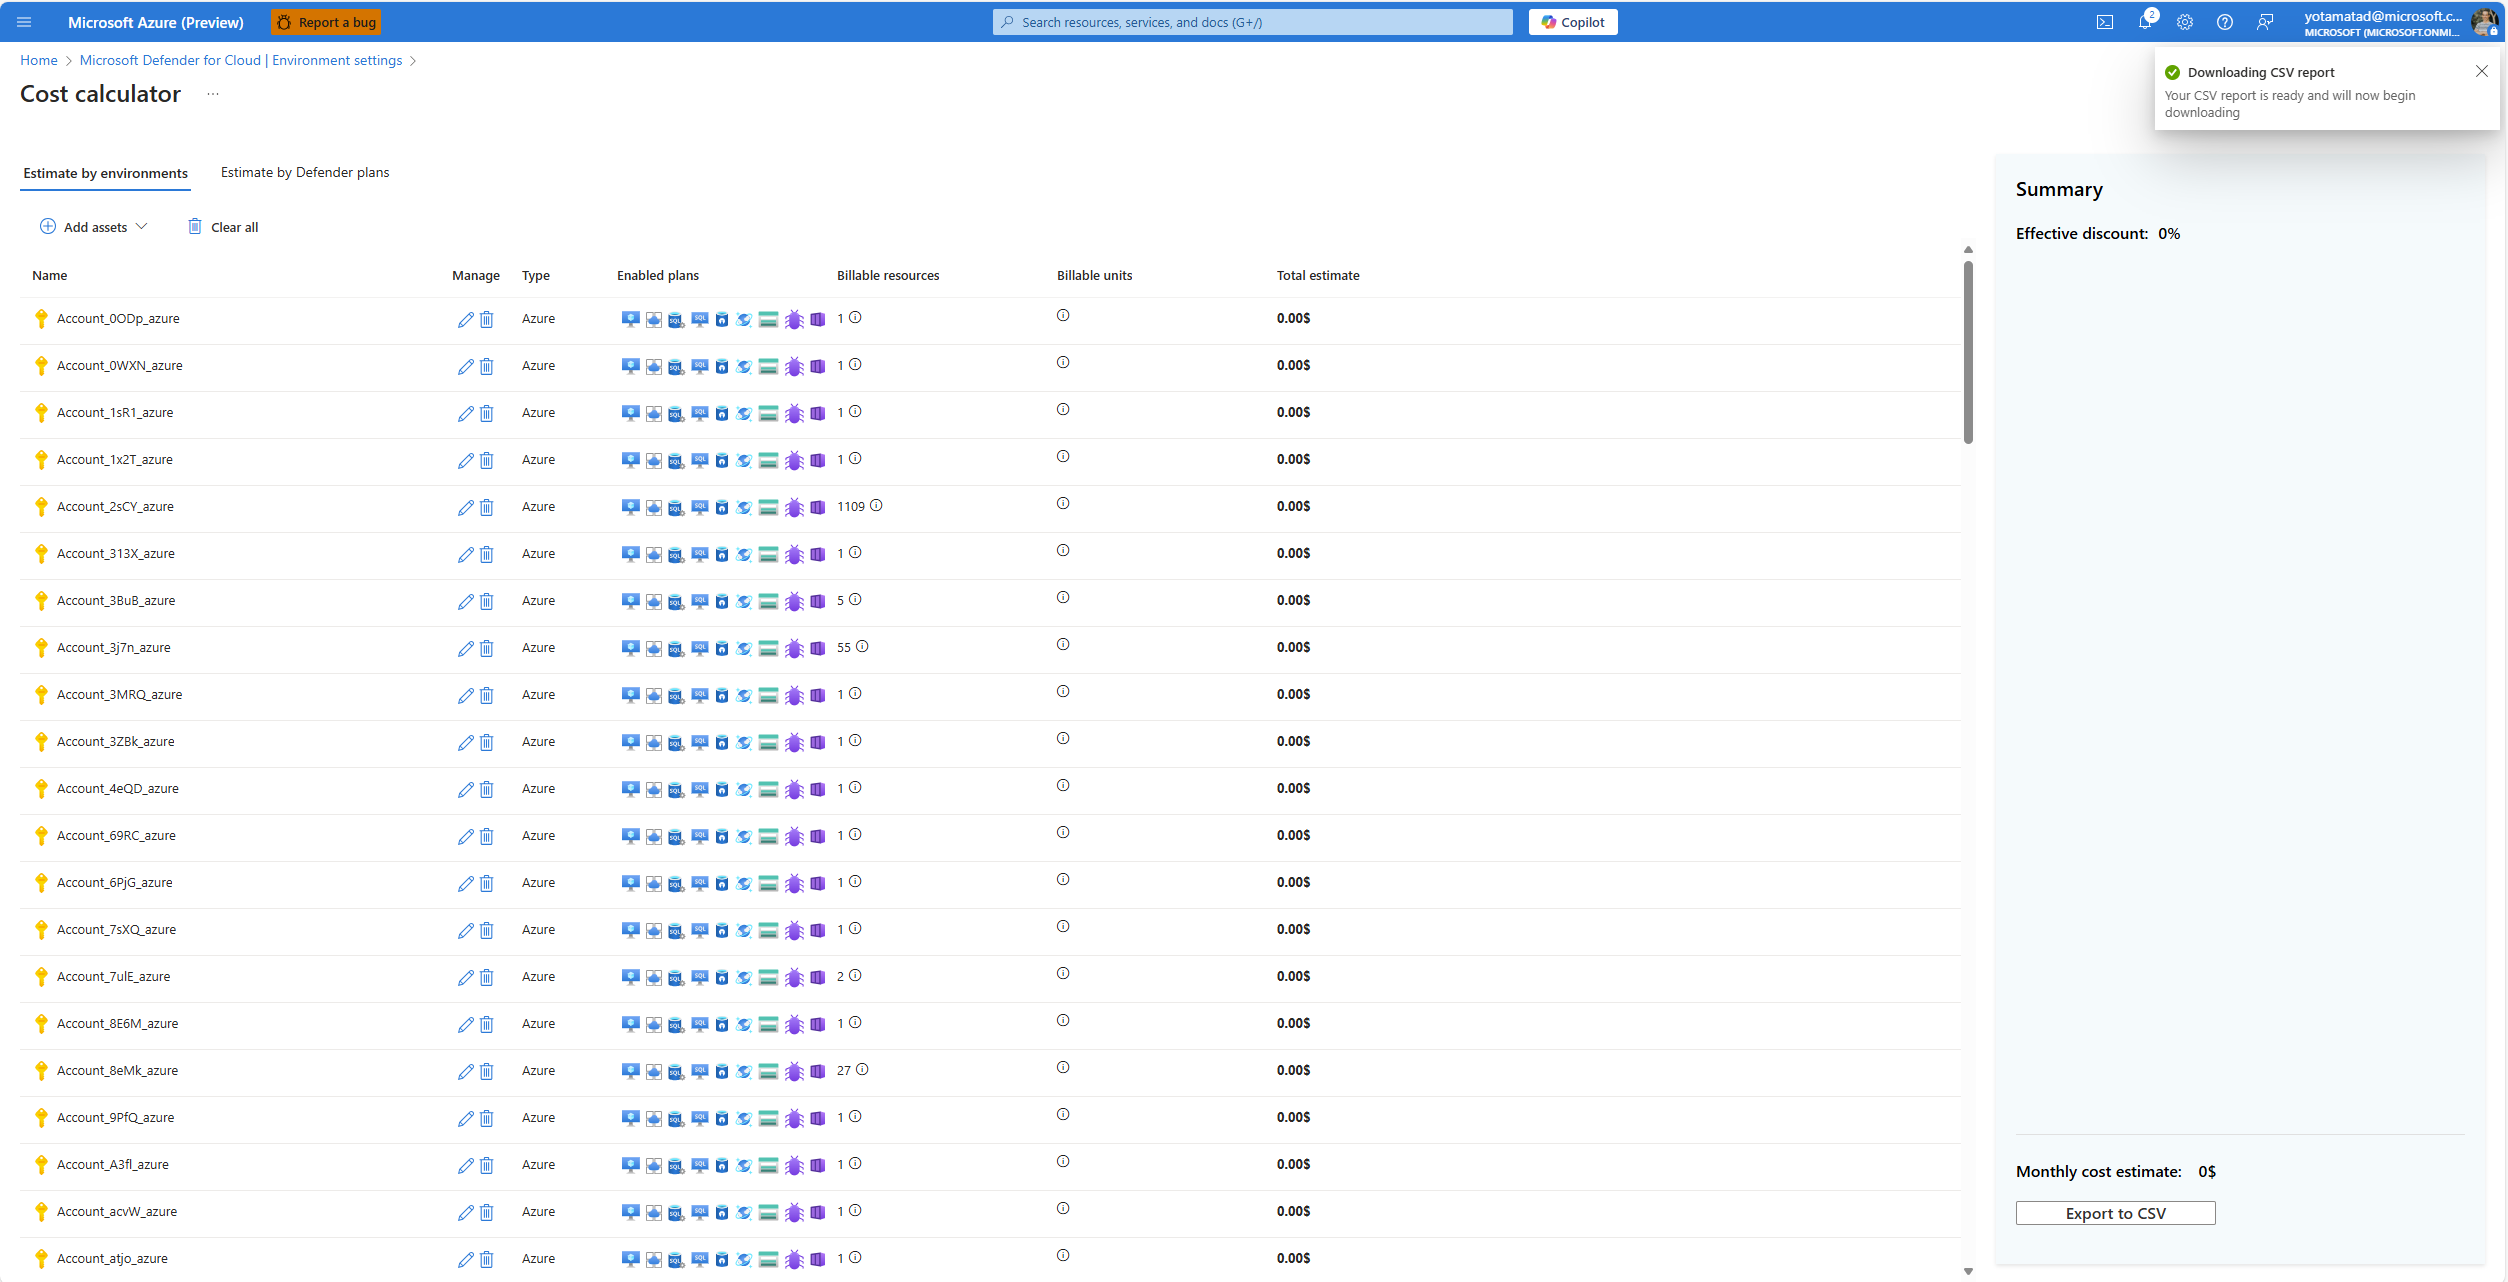 Microsoft Azure (Preview)
Report a bug
Search resources, services, and docs (G+/)
Copilot
2
yotamatad@microsoft.c...
MICROSOFT (MICROSOFT.ONMI...
Home > Microsoft Defender for Cloud | Environment settings >
Cost calculator ...
Downloading CSV report
Your CSV report is ready and will now begin
downloading
Estimate by environments
Estimate by Defender plans
Add assets
Clear all
Name Manage Type Enabled plans Billable resources Billable units Total estimate
Account_0ODp_azure Azure 1 0.00$
Account_0WXN_azure Azure 1 0.00$
Account_1sR1_azure Azure 1 0.00$
Account_1x2T_azure Azure 1 0.00$
Account_2sCY_azure Azure 1109 0.00$
Account_313X_azure Azure 1 0.00$
Account_3BuB_azure Azure 5 0.00$
Account_3j7n_azure Azure 55 0.00$
Account_3MRQ_azure Azure 1 0.00$
Account_3ZBk_azure Azure 1 0.00$
Account_4eQD_azure Azure 1 0.00$
Account_69RC_azure Azure 1 0.00$
Account_6PjG_azure Azure 1 0.00$
Account_7sXQ_azure Azure 1 0.00$
Account_7ulE_azure Azure 2 0.00$
Account_8E6M_azure Azure 1 0.00$
Account_8eMk_azure Azure 27 0.00$
Account_9PfQ_azure Azure 1 0.00$
Account_A3fl_azure Azure 1 0.00$
Account_acvW_azure Azure 1 0.00$
Account_atjo_azure Azure 1 0.00$
Summary
Effective discount: 0%
Monthly cost estimate: 0$
Export to CSV